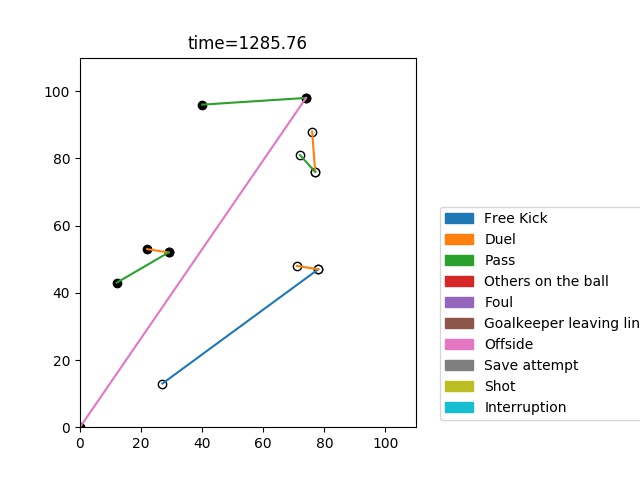 time=1285.76
100
80
60
40
20
0
0 20 40 60 80 100
Free Kick
Duel
Pass
Others on the ball
Foul
Goalkeeper leaving lin
Offside
Save attempt
Shot
Interruption